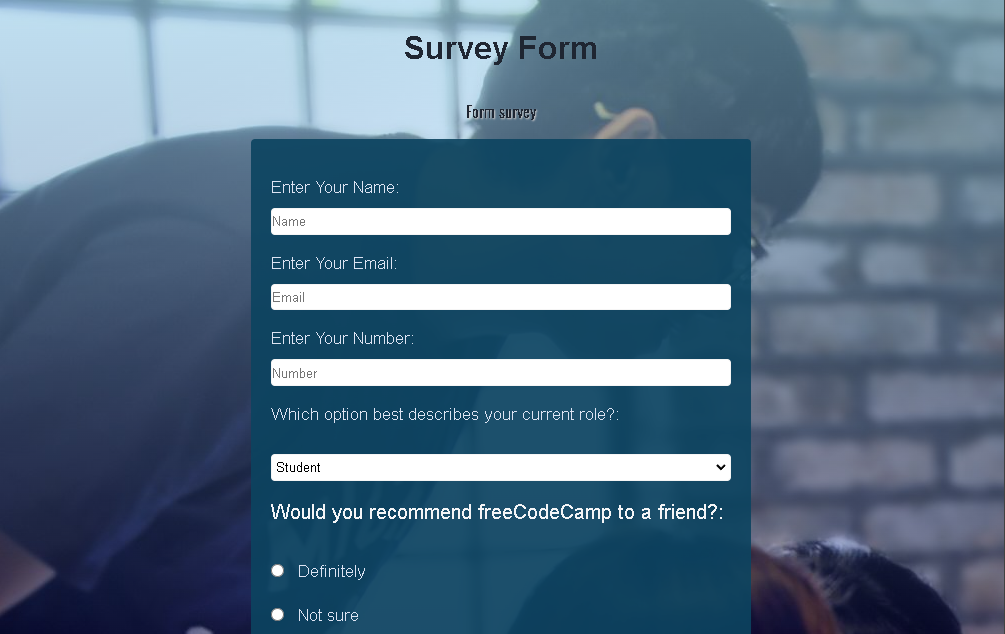 Survey Form
Form survey
Enter Your Name:
Name
Enter Your Email:
Email
Enter Your Number:
Number
Which option best describes your current role?:
Student
Would you recommend freeCodeCamp to a friend?:
Definitely
Not sure